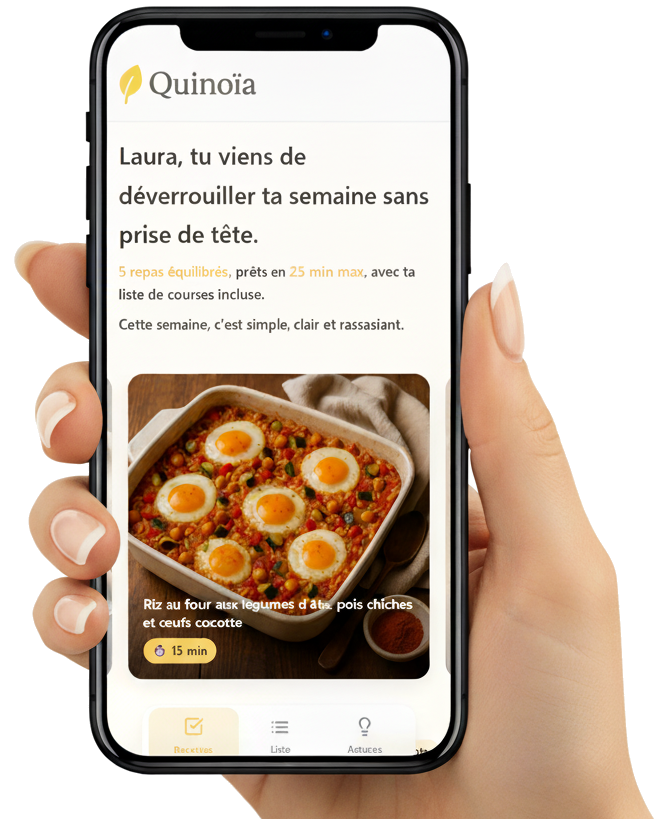 Quinoïa
Laura, tu viens de
déverrouiller ta semaine sans
prise de tête.
5 repas équilibrés, prêts en 25 min max, avec ta
liste de courses incluse.
Cette semaine, c'est simple, clair et rassasiant.
Riz au four légumes pois chiches
et œufs cocotte
15 min
Liste
Astuces